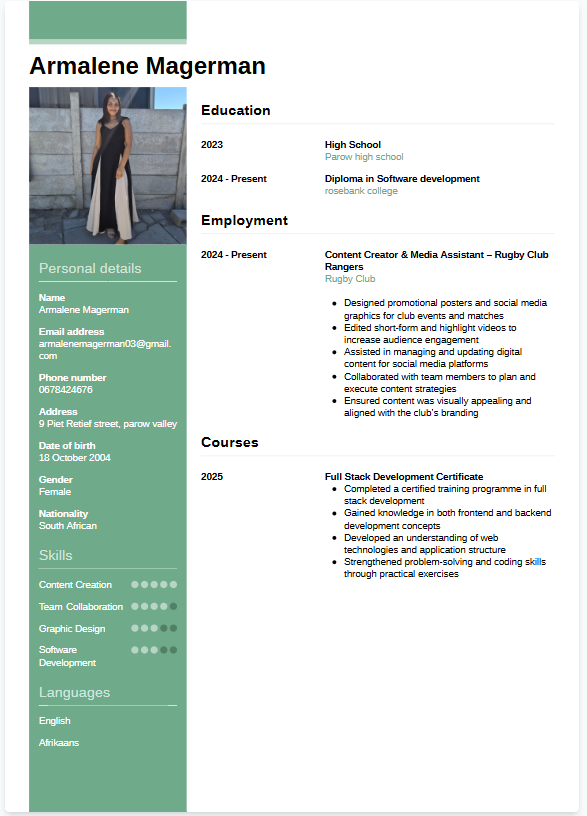 Armalene Magerman
Personal details
Name
Armalene Magerman
Email address
armalenemagerman03@gmail.
com
Phone number
0678424676
Address
9 Piet Retief street, parow valley
Date of birth
18 October 2004
Gender
Female
Nationality
South African
Skills
Content Creation
Team Collaboration
Graphic Design
Software
Development
Languages
English
Afrikaans
Education
2023
High School
Parow high school
2024 - Present
Diploma in Software development
rosebank college
Employment
2024 - Present
Content Creator & Media Assistant – Rugby Club
Rangers
Rugby Club
• Designed promotional posters and social media
graphics for club events and matches
• Edited short-form and highlight videos to
increase audience engagement
• Assisted in managing and updating digital
content for social media platforms
• Collaborated with team members to plan and
execute content strategies
• Ensured content was visually appealing and
aligned with the club's branding
Courses
2025
Full Stack Development Certificate
• Completed a certified training programme in full
stack development
• Gained knowledge in both frontend and backend
development concepts
• Developed an understanding of web
technologies and application structure
• Strengthened problem-solving and coding skills
through practical exercises